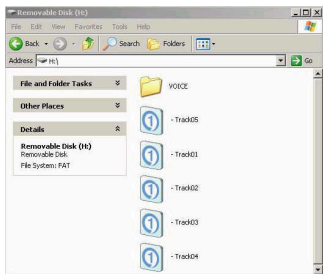 Removable Disk (H:)
File Edit View Favorites Tools Help
Back Search Folders
Address H:\ Go
File and Folder Tasks
Other Places
Details
Removable Disk (H:)
Removable Disk
File System: FAT
VOICE
- Track05
- Track01
- Track02
- Track03
- Track04